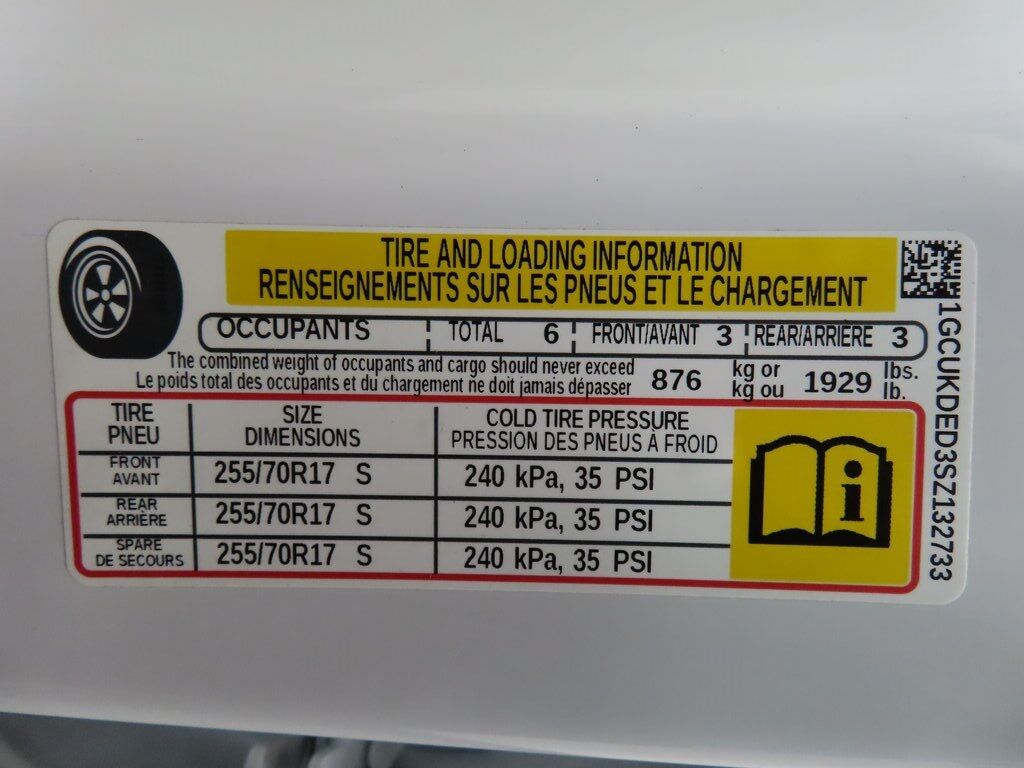 TIRE AND LOADING INFORMATION
RENSEIGNEMENTS SUR LES PNEUS ET LE CHARGEMENT
OCCUPANTS TOTAL 6 FRONT/AVANT 3 REAR/ARRIÈRE 3
The combined weight of occupants and cargo should never exceed 876 kg or 1929 lbs.
Le poids total des occupants et du chargement ne doit jamais dépasser kg ou lb.
TIRE SIZE COLD TIRE PRESSURE
PNEU DIMENSIONS PRESSION DES PNEUS À FROID
FRONT
AVANT 255/70R17 S 240 kPa, 35 PSI
REAR
ARRIÈRE 255/70R17 S 240 kPa, 35 PSI
SPARE
DE SECOURS 255/70R17 S 240 kPa, 35 PSI
i
1GCUKDED3SZ132733